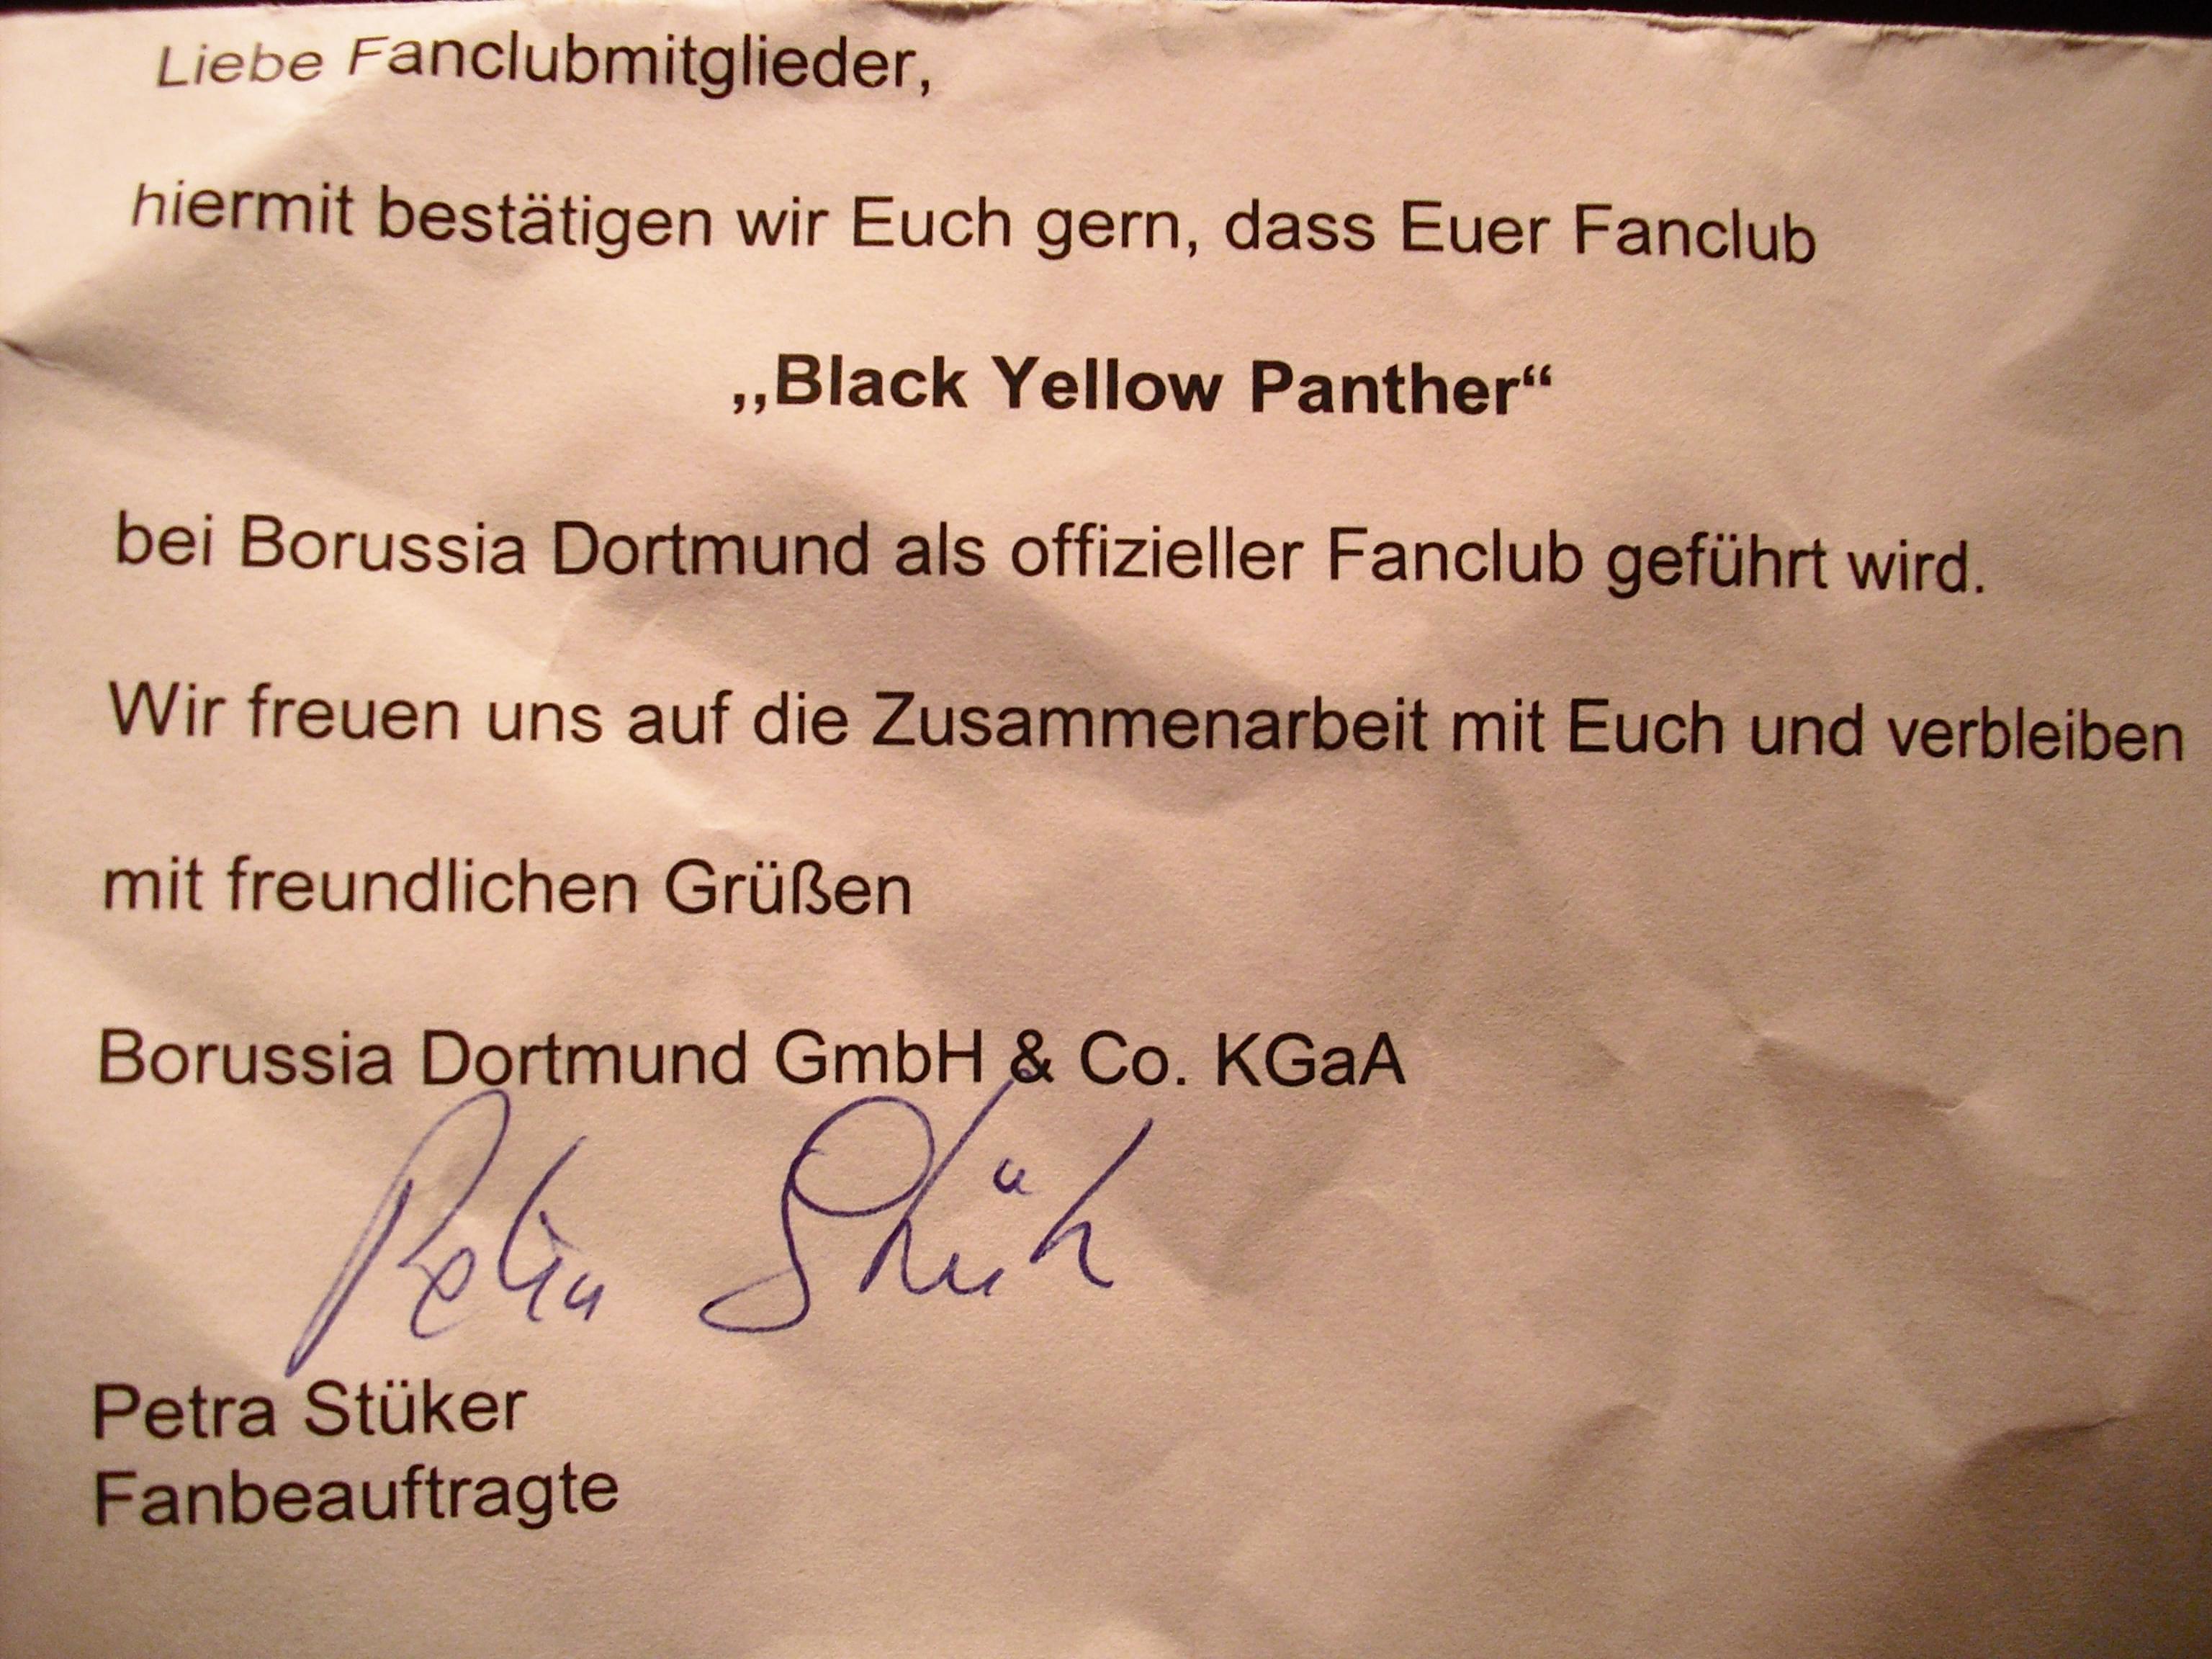 Liebe Fanclubmitglieder,
hiermit bestätigen wir Euch gern, dass Euer Fanclub
„Black Yellow Panther“
bei Borussia Dortmund als offizieller Fanclub geführt wird.
Wir freuen uns auf die Zusammenarbeit mit Euch und verbleiben
mit freundlichen Grüßen
Borussia Dortmund GmbH & Co. KGaA
Petra Stük
Petra Stüker
Fanbeauftragte